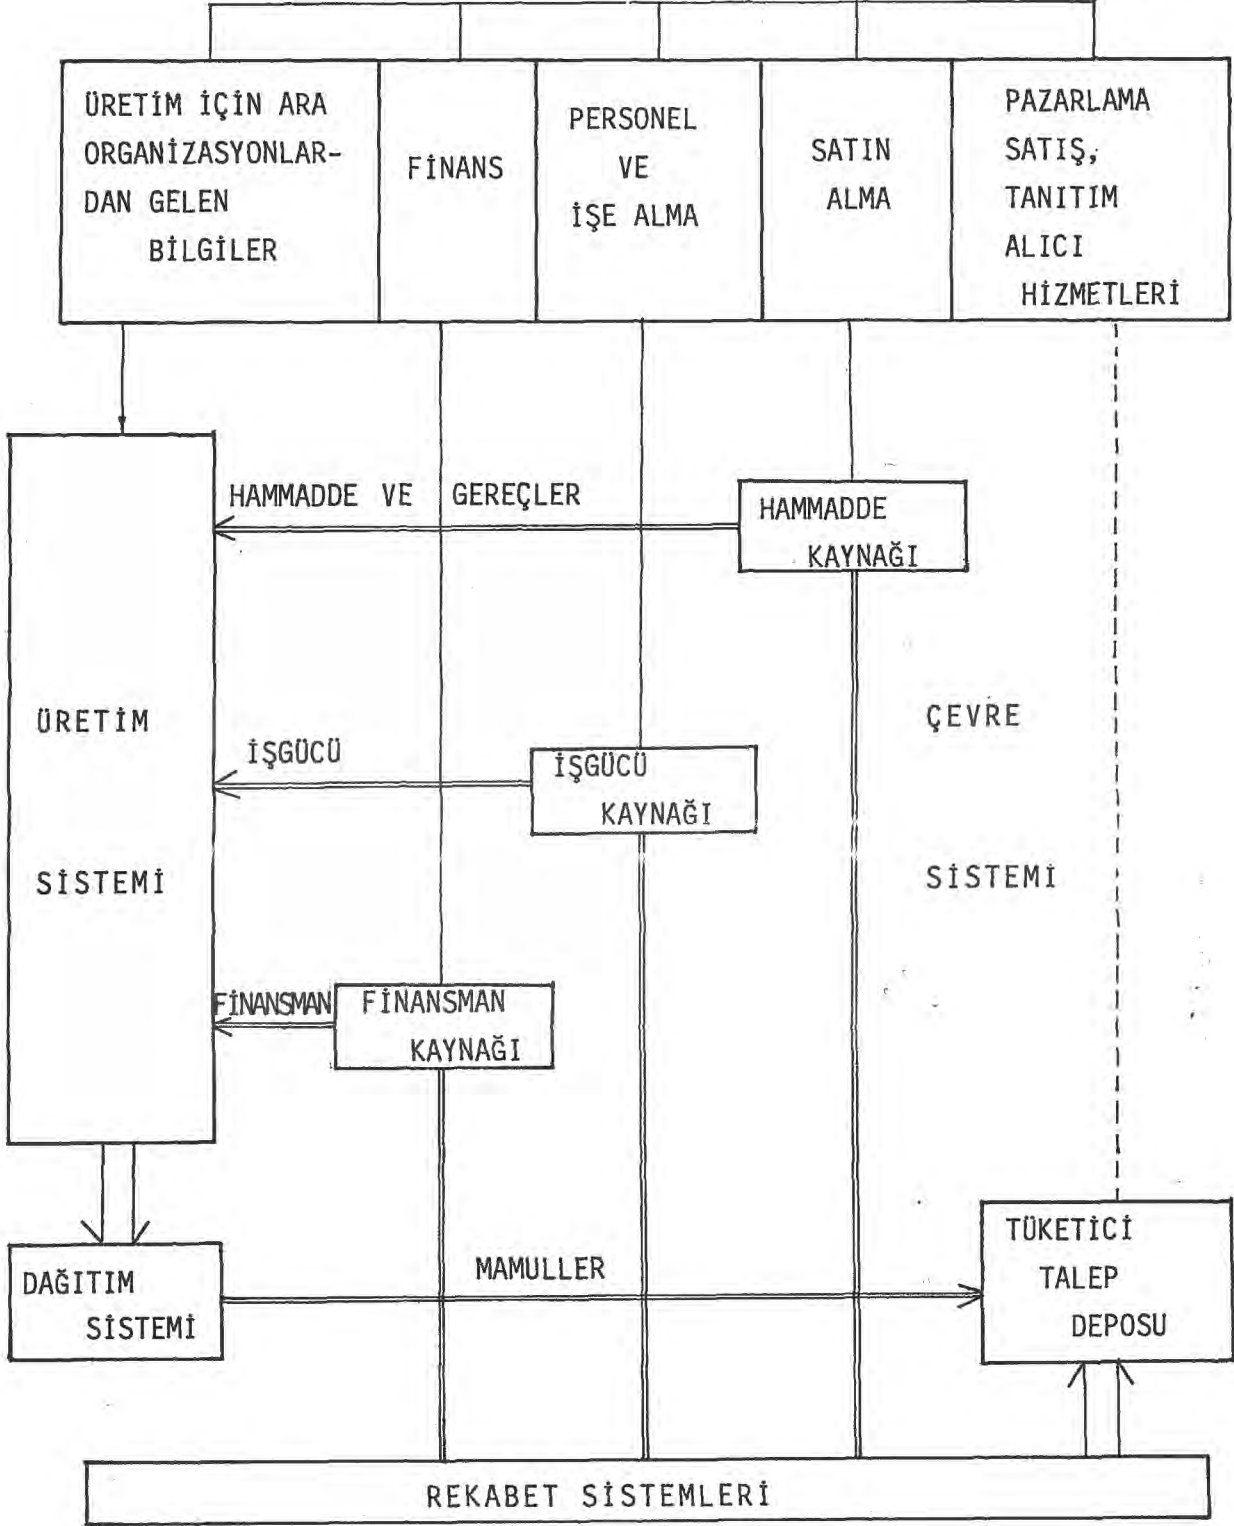 ÜRETİM İÇİN ARA
ORGANİZASYONLAR-
DAN GELEN
BİLGİLER
FİNANS
PERSONEL
VE
İŞE ALMA
SATIN
ALMA
PAZARLAMA
SATIŞ,
TANITIM
ALICI
HİZMETLERİ
HAMMADDE VE GEREÇLER
HAMMADDE
KAYNAĞI
ÜRETİM
SİSTEMİ
İŞGÜCÜ
İŞGÜCÜ
KAYNAĞI
ÇEVRE
SİSTEMİ
FİNANSMAN
FİNANSMAN
KAYNAĞI
DAĞITIM
SİSTEMİ
MAMULLER
TÜKETİCİ
TALEP
DEPOSU
REKABET SİSTEMLERİ